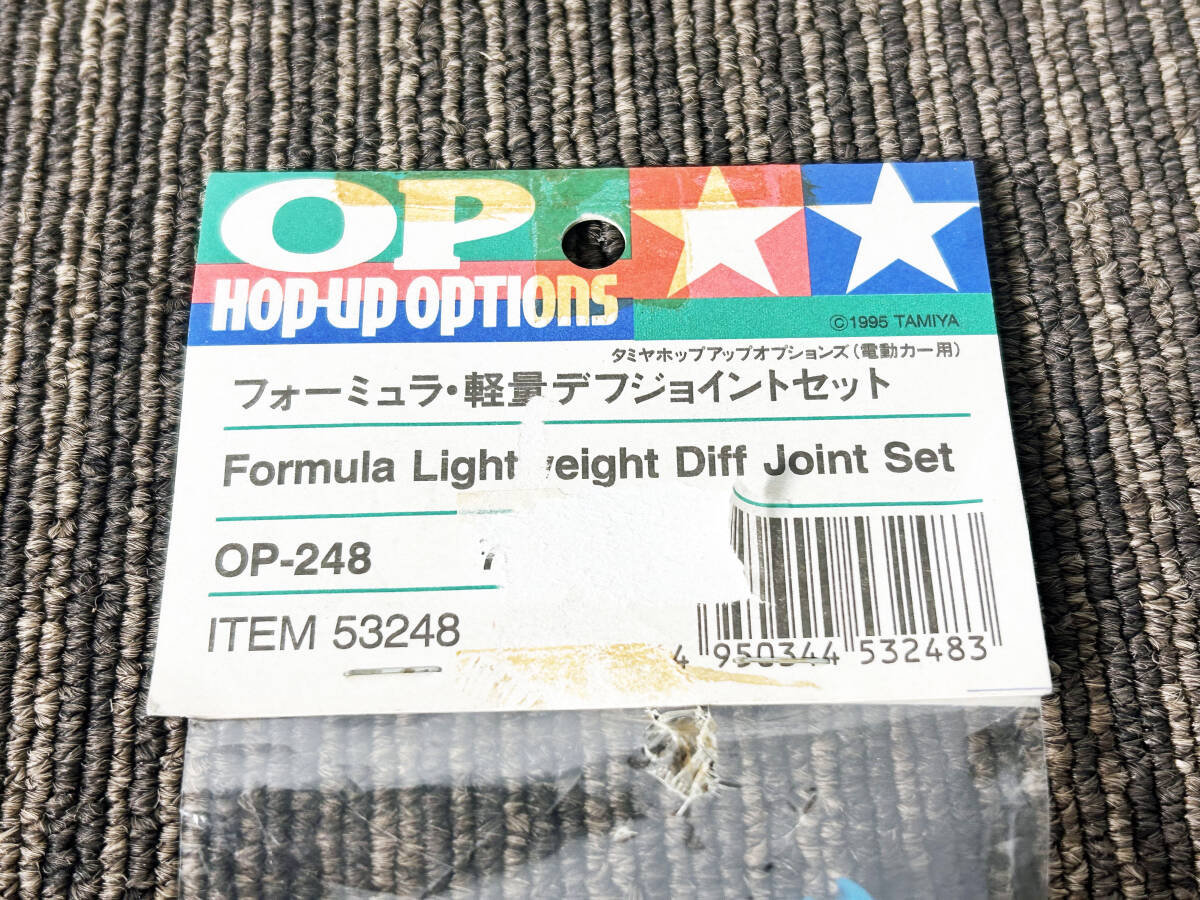 OP
HOP-UP OPTIONS
©1995 TAMIYA
タミヤホップアップオプションズ(電動カー用)
フォーミュラ・軽量デフジョイントセット
Formula Lightweight Diff Joint Set
OP-248
ITEM 53248
4 950344 532483